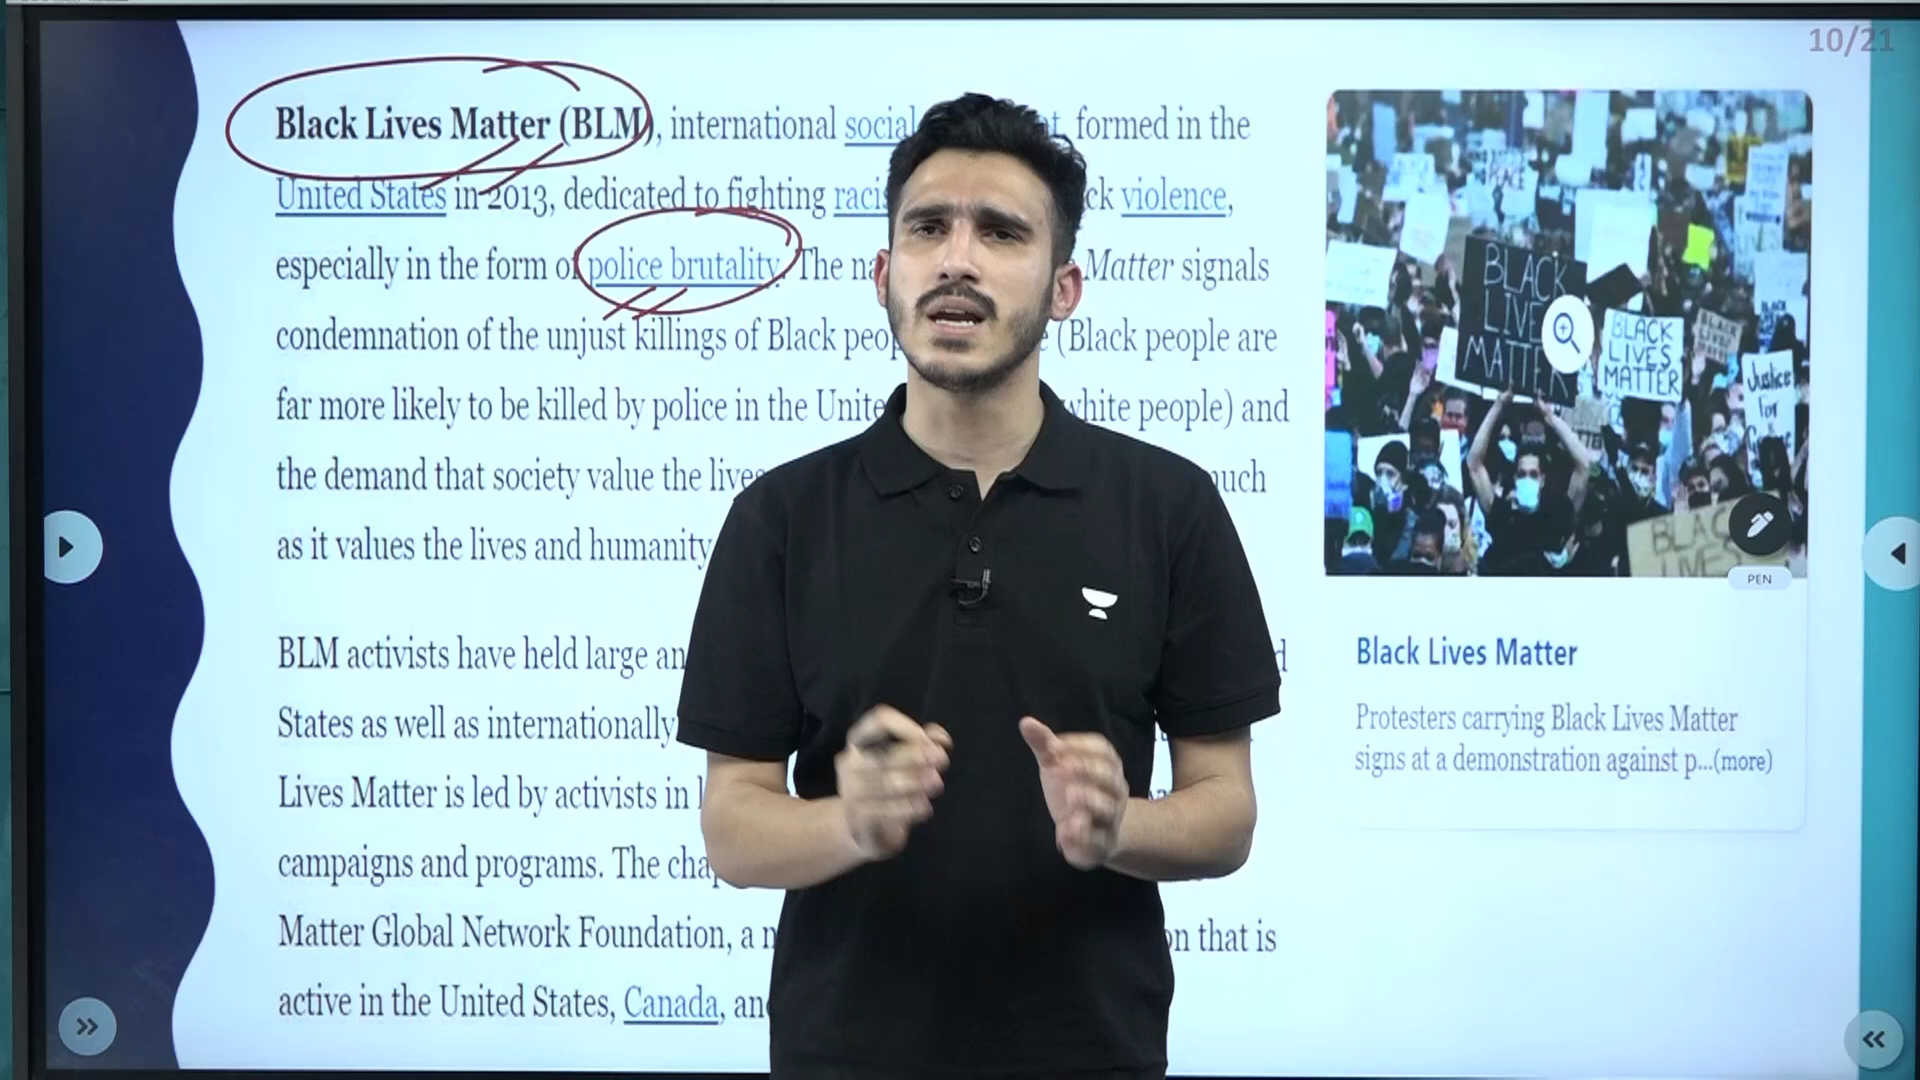 10/21
Black Lives Matter (BLM), international social formed in the
United States in 2013, dedicated to fighting violence,
especially in the form of police brutality. The Matter signals
condemnation of the unjust killings of Black (Black people are
far more likely to be killed by police in the white people) and
the demand that society value the
as it values the lives and humanity
BLM activists have held large
States as well as internationally
Lives Matter is led by activists in
campaigns and programs. The
Matter Global Network Foundation, a that is
active in the United States, Canada,
BLACK
LIVES
MATTER
BLACK
LIVES
MATTER
Justice
for
BLACK
LIVES
PEN
Black Lives Matter
Protesters carrying Black Lives Matter
signs at a demonstration against p...(more)